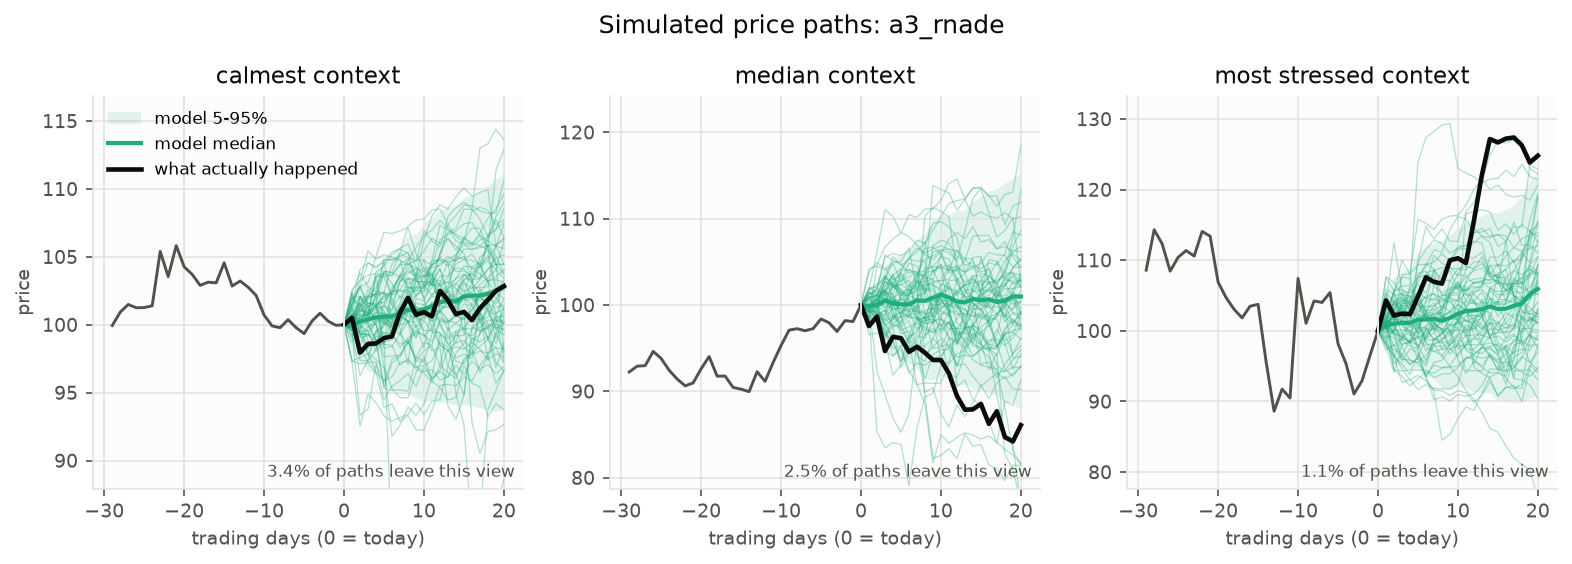 Simulated price paths: a3_rnade
calmest context
median context
most stressed context
model 5-95%
model median
what actually happened
115
110
105
100
95
90
price
3.4% of paths leave this view
−30
−20
−10
0
10
20
trading days (0 = today)
120
110
100
90
80
price
2.5% of paths leave this view
−30
−20
−10
0
10
20
trading days (0 = today)
130
120
110
100
90
80
price
1.1% of paths leave this view
−30
−20
−10
0
10
20
trading days (0 = today)